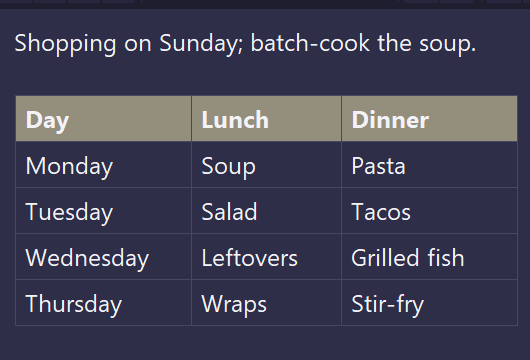 Shopping on Sunday; batch-cook the soup.
Day Lunch Dinner
Monday Soup Pasta
Tuesday Salad Tacos
Wednesday Leftovers Grilled fish
Thursday Wraps Stir-fry